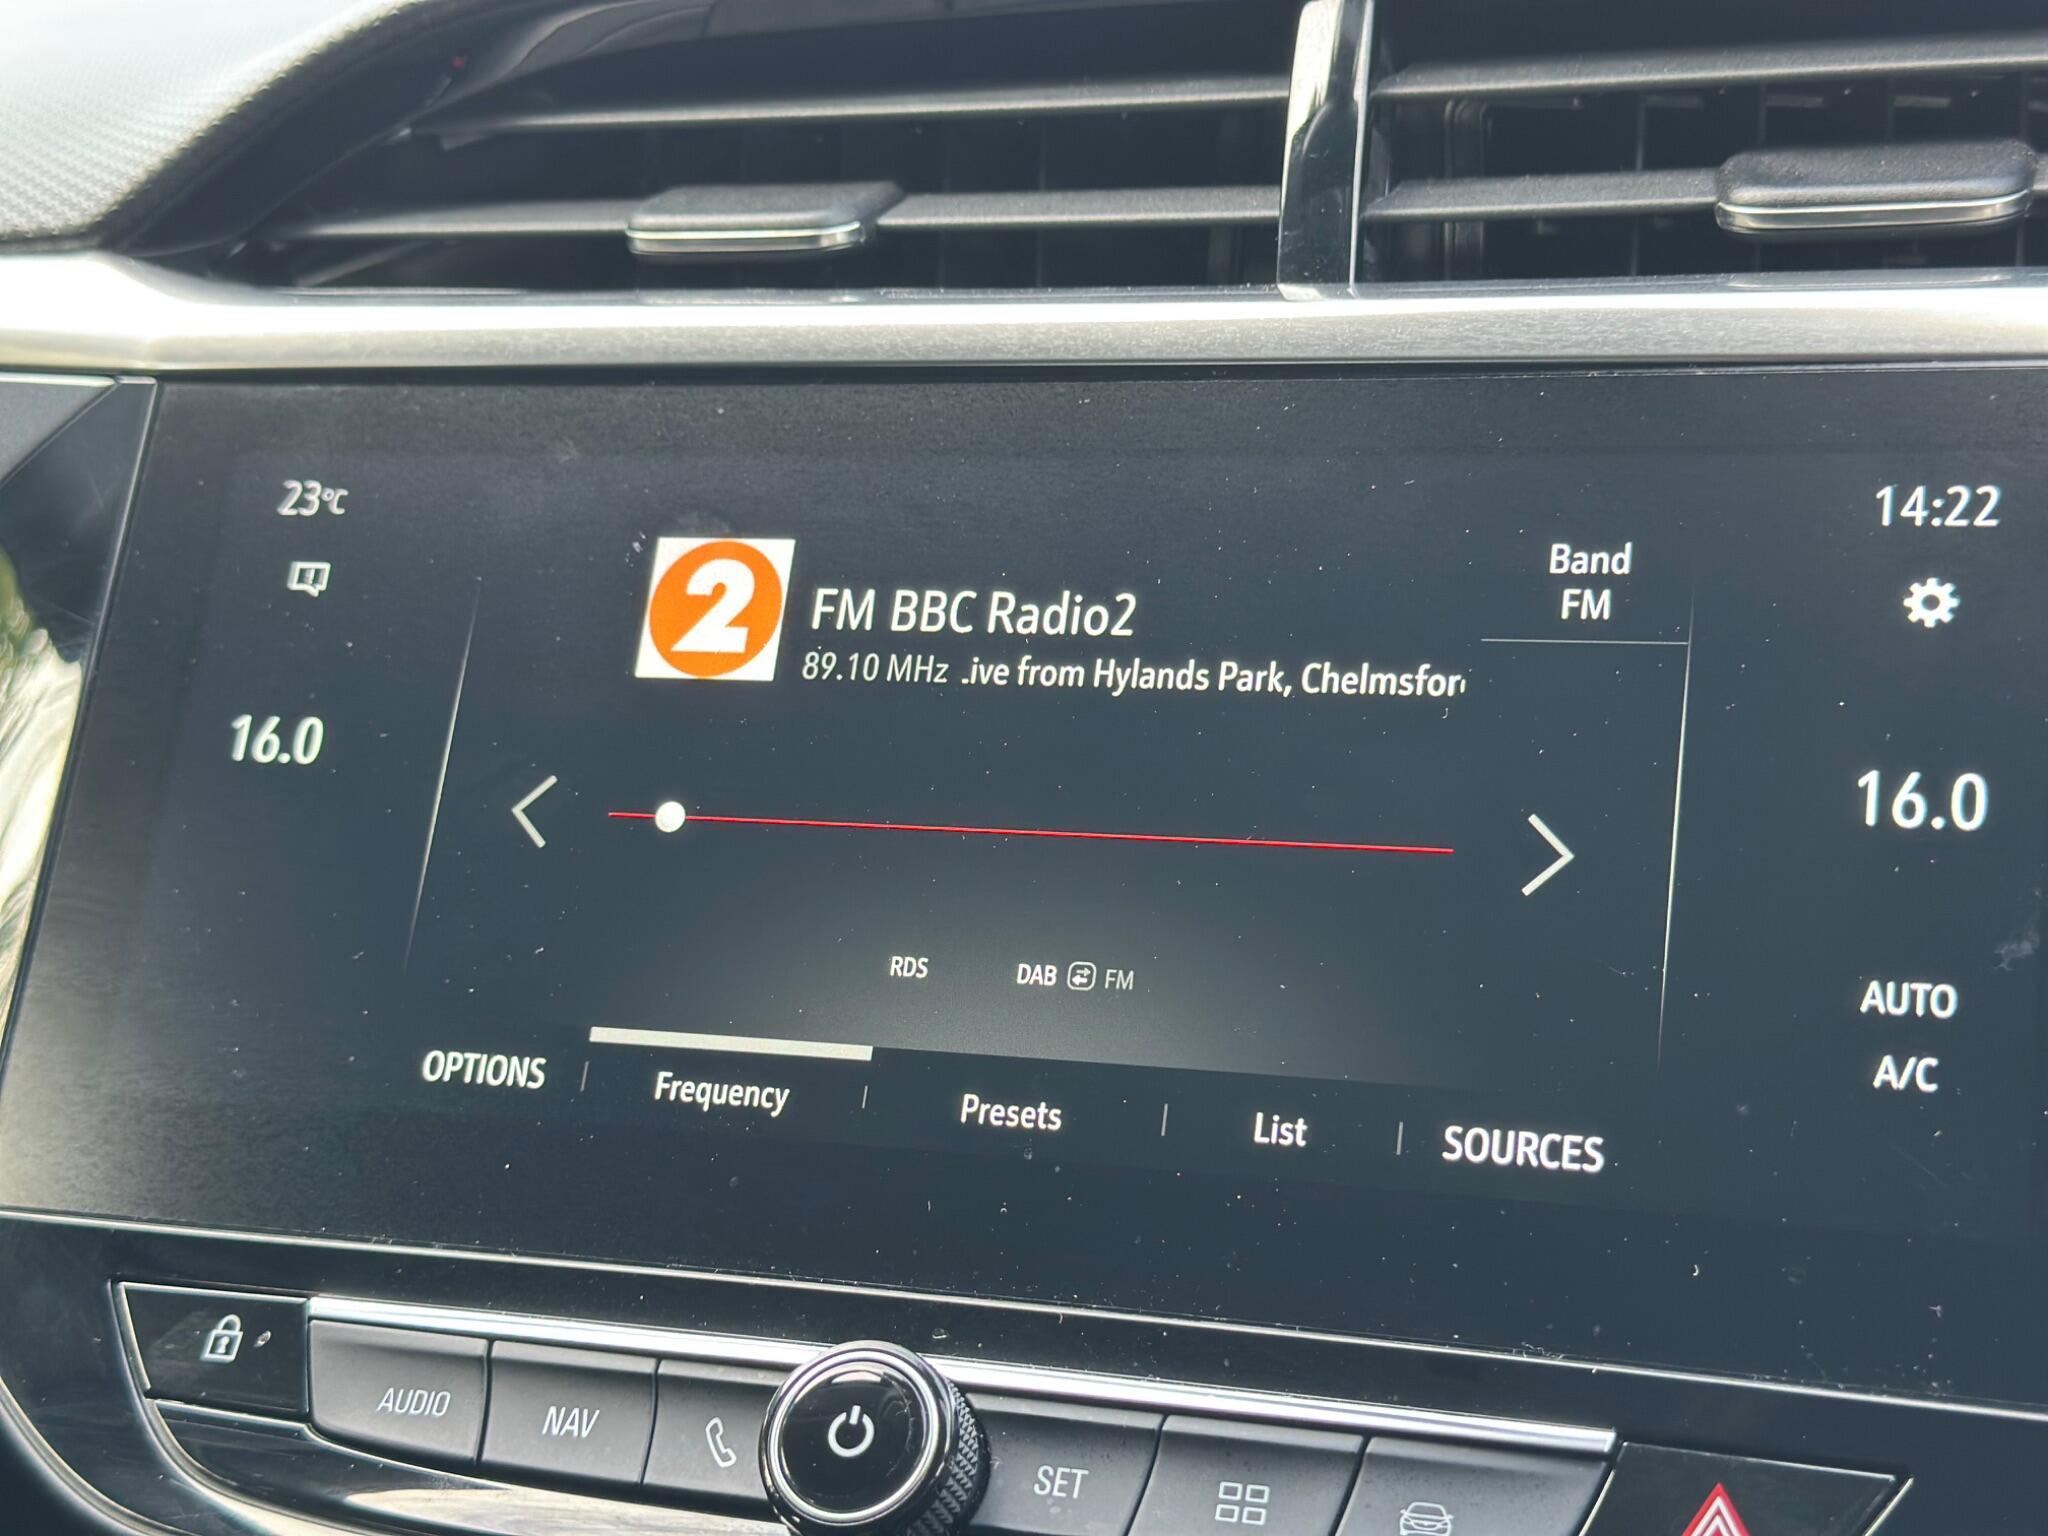 23°C
14:22
2
FM BBC Radio2
Band
FM
89.10 MHz .ive from Hylands Park, Chelmsfor
16.0
16.0
RDS
DAB FM
AUTO
A/C
OPTIONS
Frequency
Presets
List
SOURCES
AUDIO
NAV
SET